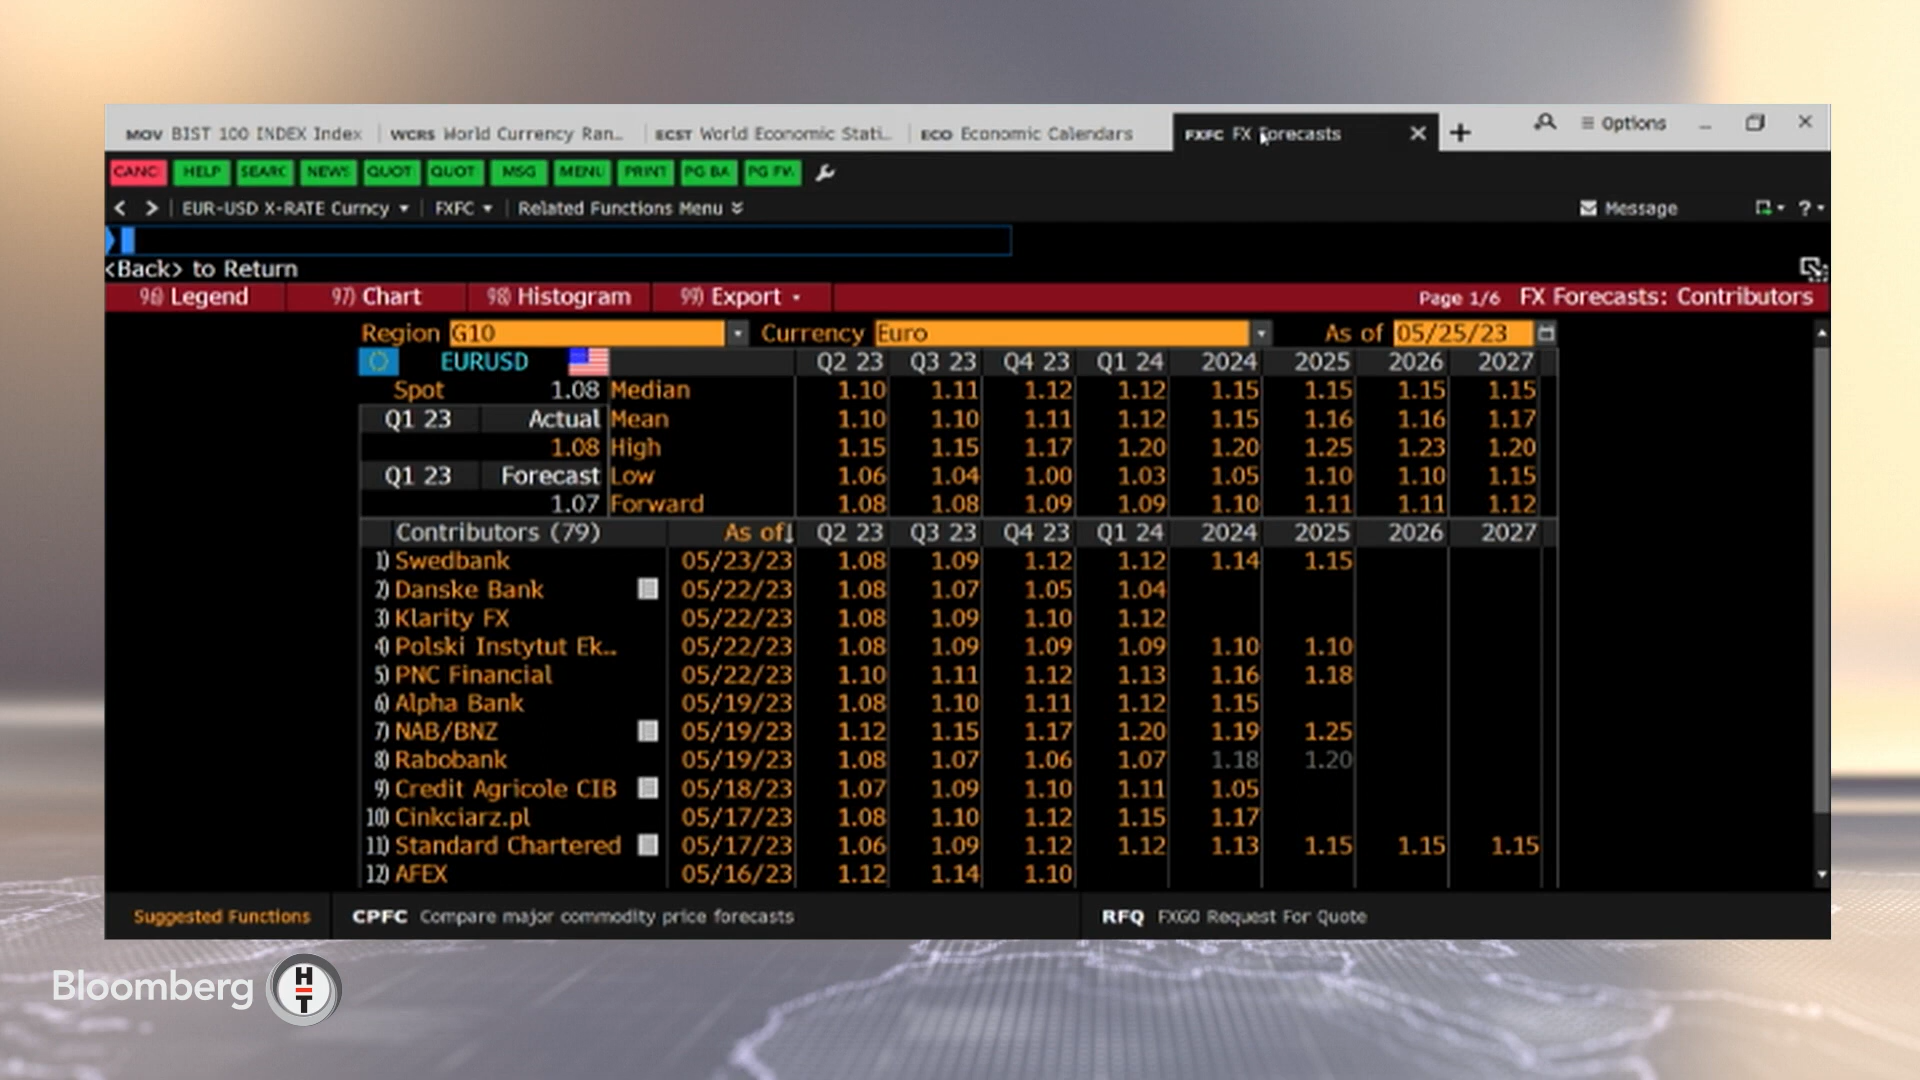 MOV BIST 100 INDEX Index WCRS World Currency Ran... ECST World Economic Stati... ECO Economic Calendars FXFC FX Forecasts Options
CANC HELP SEARC NEWS QUOT QUOT MSG MENU PRINT PG BA PG FW
EUR-USD X-RATE Curncy FXFC Related Functions Menu Message ?
<Back> to Return
96) Legend 97) Chart 98) Histogram 99) Export Page 1/6 FX Forecasts: Contributors
Region G10 Currency Euro As of 05/25/23
EURUSD Q2 23 Q3 23 Q4 23 Q1 24 2024 2025 2026 2027
Spot 1.08 Median 1.10 1.11 1.12 1.12 1.15 1.15 1.15 1.15
Q1 23 Actual Mean 1.10 1.10 1.11 1.12 1.15 1.16 1.16 1.17
1.08 High 1.15 1.15 1.17 1.20 1.20 1.25 1.23 1.20
Q1 23 Forecast Low 1.06 1.04 1.00 1.03 1.05 1.10 1.10 1.15
1.07 Forward 1.08 1.08 1.09 1.09 1.10 1.11 1.11 1.12
Contributors (79) As of↓ Q2 23 Q3 23 Q4 23 Q1 24 2024 2025 2026 2027
1) Swedbank 05/23/23 1.08 1.09 1.12 1.12 1.14 1.15
2) Danske Bank 05/22/23 1.08 1.07 1.05 1.04
3) Klarity FX 05/22/23 1.08 1.09 1.10 1.12
4) Polski Instytut Ek.. 05/22/23 1.08 1.09 1.09 1.09 1.10 1.10
5) PNC Financial 05/22/23 1.10 1.11 1.12 1.13 1.16 1.18
6) Alpha Bank 05/19/23 1.08 1.10 1.11 1.12 1.15
7) NAB/BNZ 05/19/23 1.12 1.15 1.17 1.20 1.19 1.25
8) Rabobank 05/19/23 1.08 1.07 1.06 1.07 1.18 1.20
9) Credit Agricole CIB 05/18/23 1.07 1.09 1.10 1.11 1.05
10) Cinkciarz.pl 05/17/23 1.08 1.10 1.12 1.15 1.17
11) Standard Chartered 05/17/23 1.06 1.09 1.12 1.12 1.13 1.15 1.15 1.15
12) AFEX 05/16/23 1.12 1.14 1.10
Suggested Functions CPFC Compare major commodity price forecasts RFQ FXGO Request For Quote
Bloomberg HT